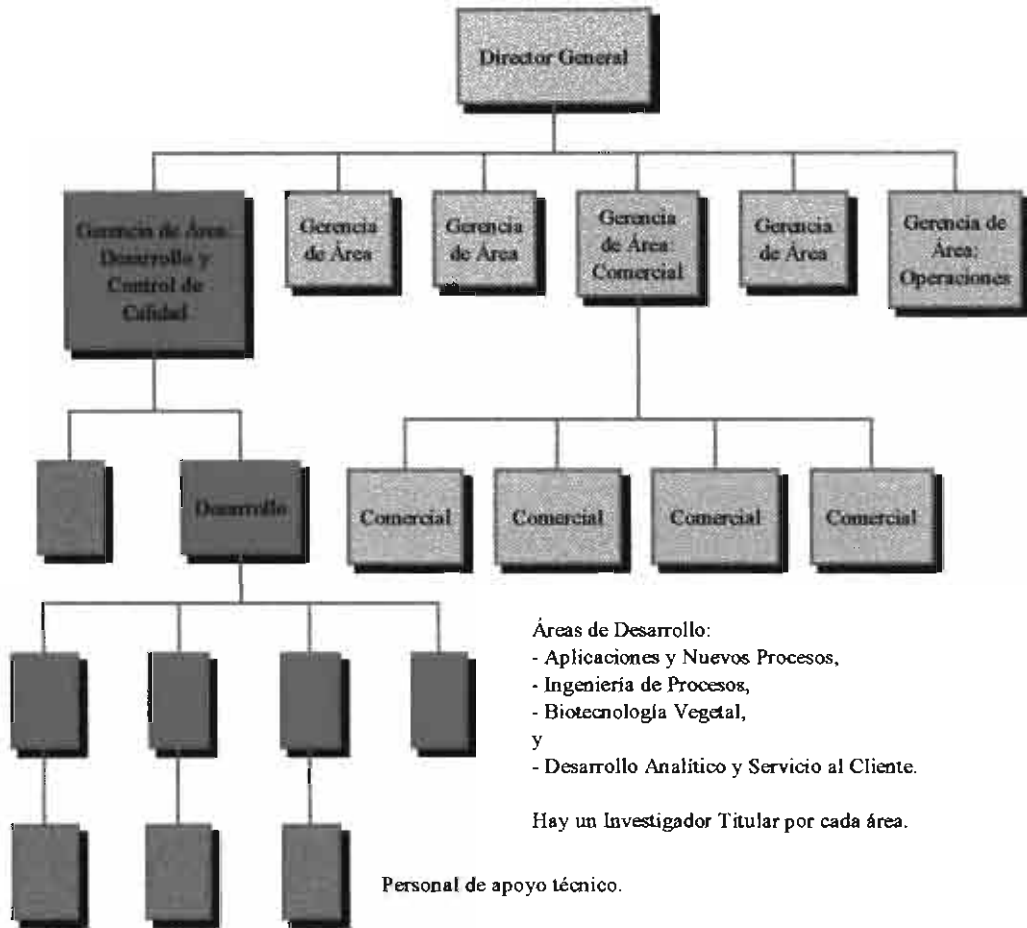 Director General
Gerencia de Área:
Desarrollo y
Control de
Calidad
Gerencia
de Área
Gerencia
de Área
Gerencia
de Área:
Comercial
Gerencia
de Área
Gerencia de
Área:
Operaciones
Desarrollo
Comercial
Comercial
Comercial
Comercial
Áreas de Desarrollo:
- Aplicaciones y Nuevos Procesos,
- Ingeniería de Procesos,
- Biotecnología Vegetal,
y
- Desarrollo Analítico y Servicio al Cliente.
Hay un Investigador Titular por cada área.
Personal de apoyo técnico.